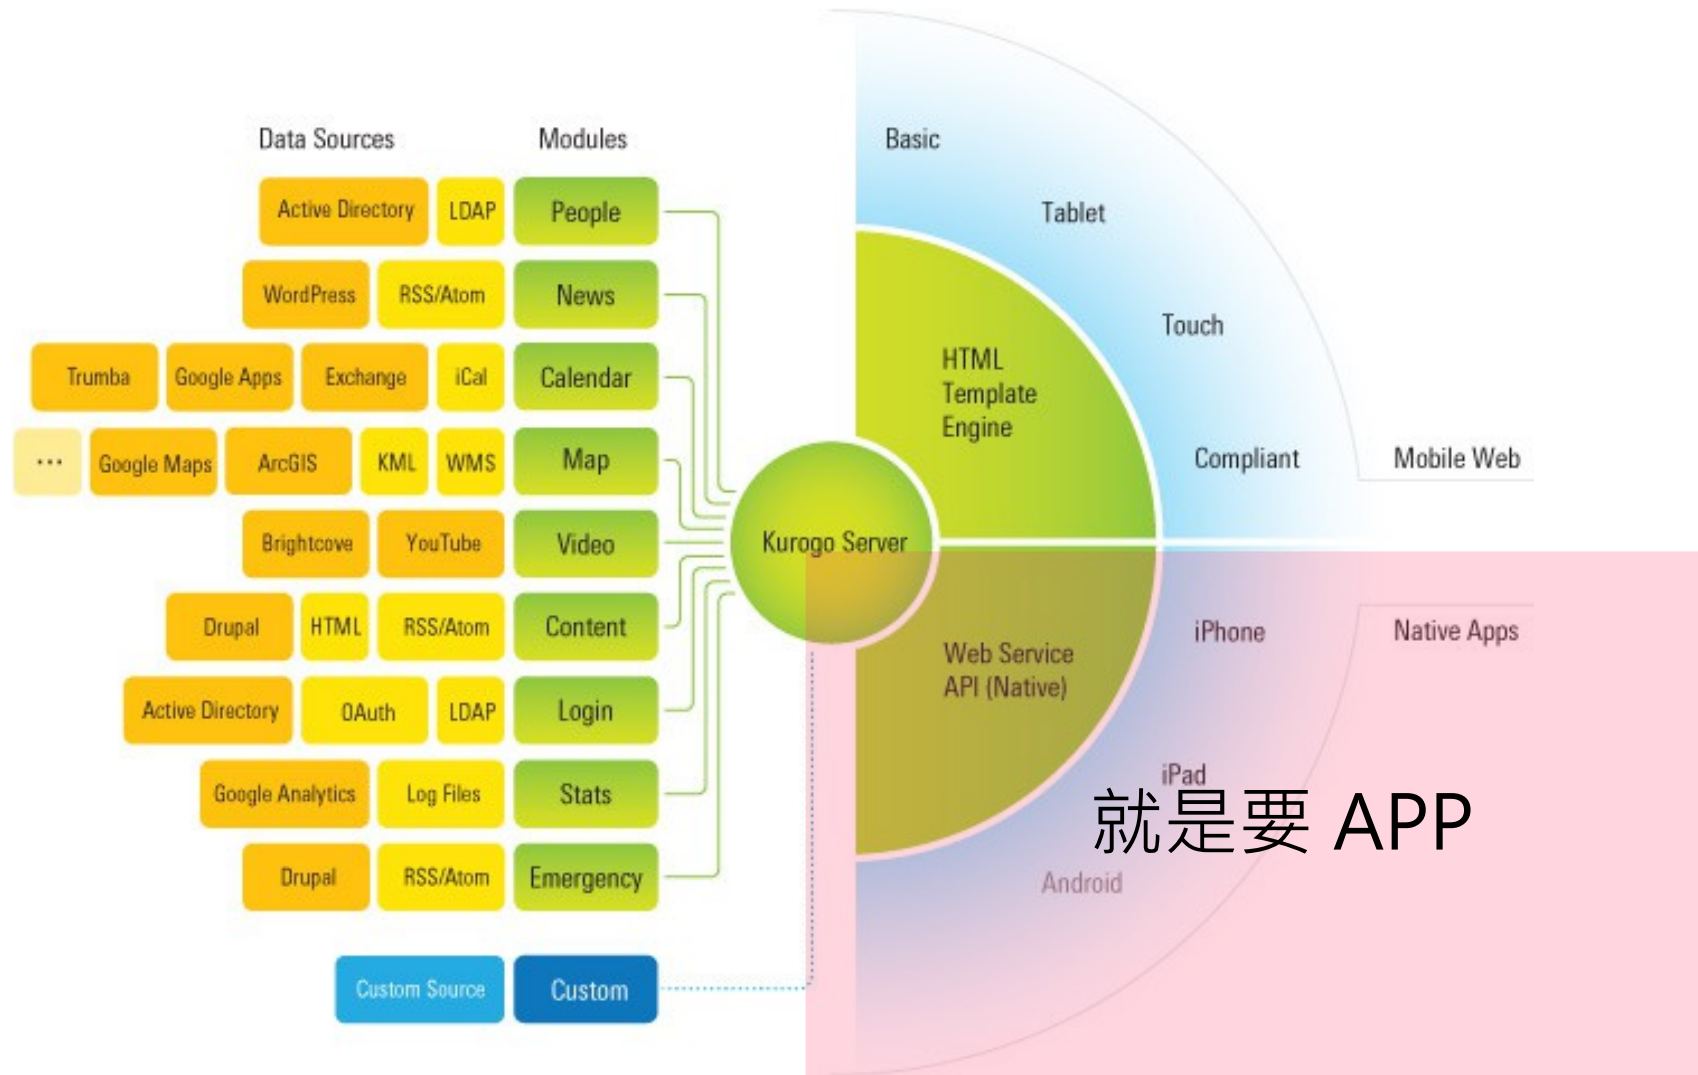 Data Sources
Modules
Active Directory
LDAP
People
WordPress
RSS/Atom
News
Trumba
Google Apps
Exchange
iCal
Calendar
...
Google Maps
ArcGIS
KML
WMS
Map
Brightcove
YouTube
Video
Drupal
HTML
RSS/Atom
Content
Active Directory
OAuth
LDAP
Login
Google Analytics
Log Files
Stats
Drupal
RSS/Atom
Emergency
Custom Source
Custom
Kurogo Server
HTML
Template
Engine
Web Service
API (Native)
Basic
Tablet
Touch
Compliant
Mobile Web
iPhone
Native Apps
iPad
就是要 APP
Android